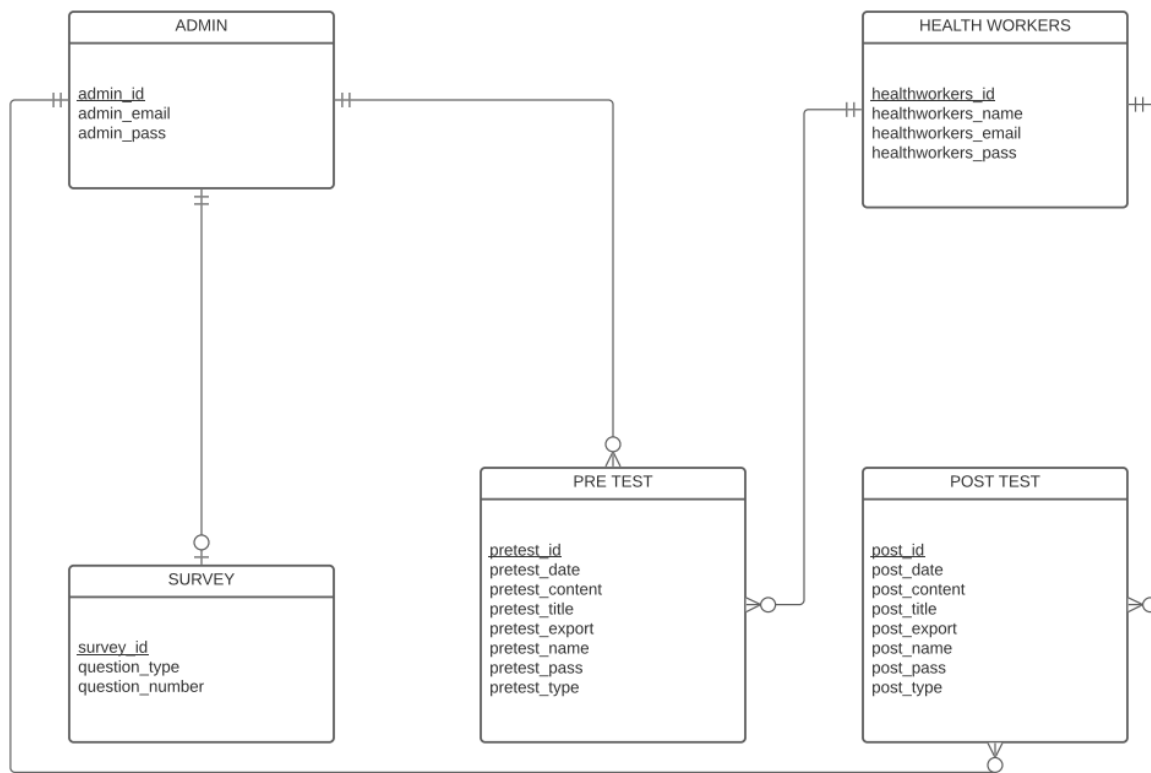 ADMIN
admin_id
admin_email
admin_pass
HEALTH WORKERS
healthworkers_id
healthworkers_name
healthworkers_email
healthworkers_pass
SURVEY
survey_id
question_type
question_number
PRE TEST
pretest_id
pretest_date
pretest_content
pretest_title
pretest_export
pretest_name
pretest_pass
pretest_type
POST TEST
post_id
post_date
post_content
post_title
post_export
post_name
post_pass
post_type